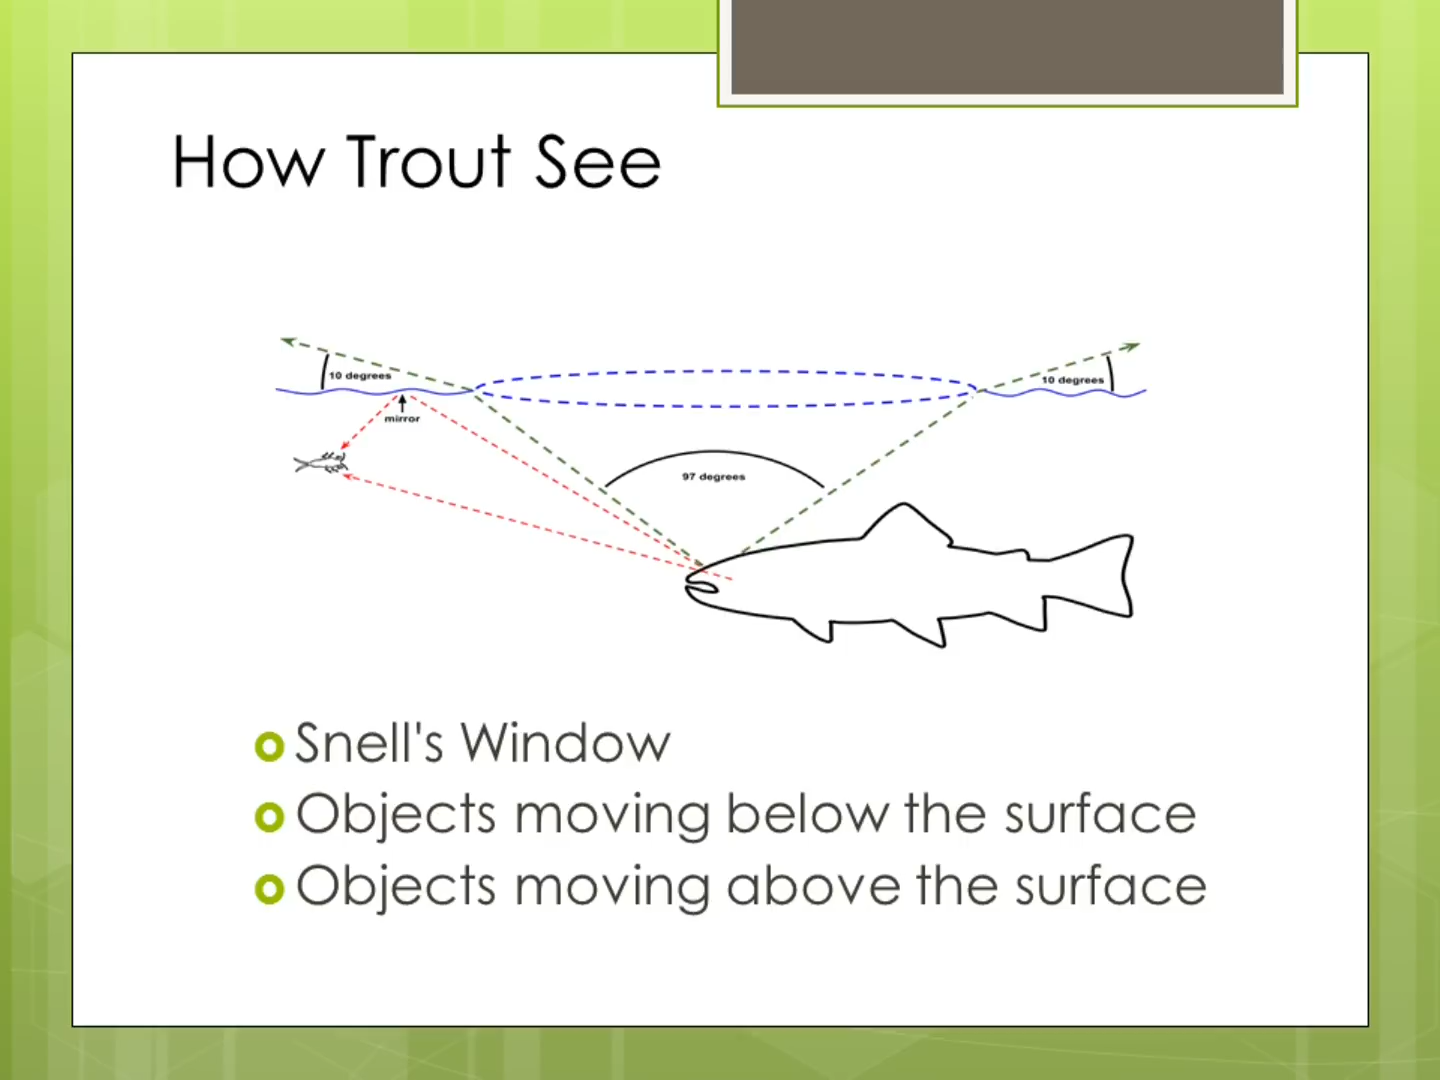 How Trout See
10 degrees
10 degrees
mirror
97 degrees
Snell's Window
Objects moving below the surface
Objects moving above the surface